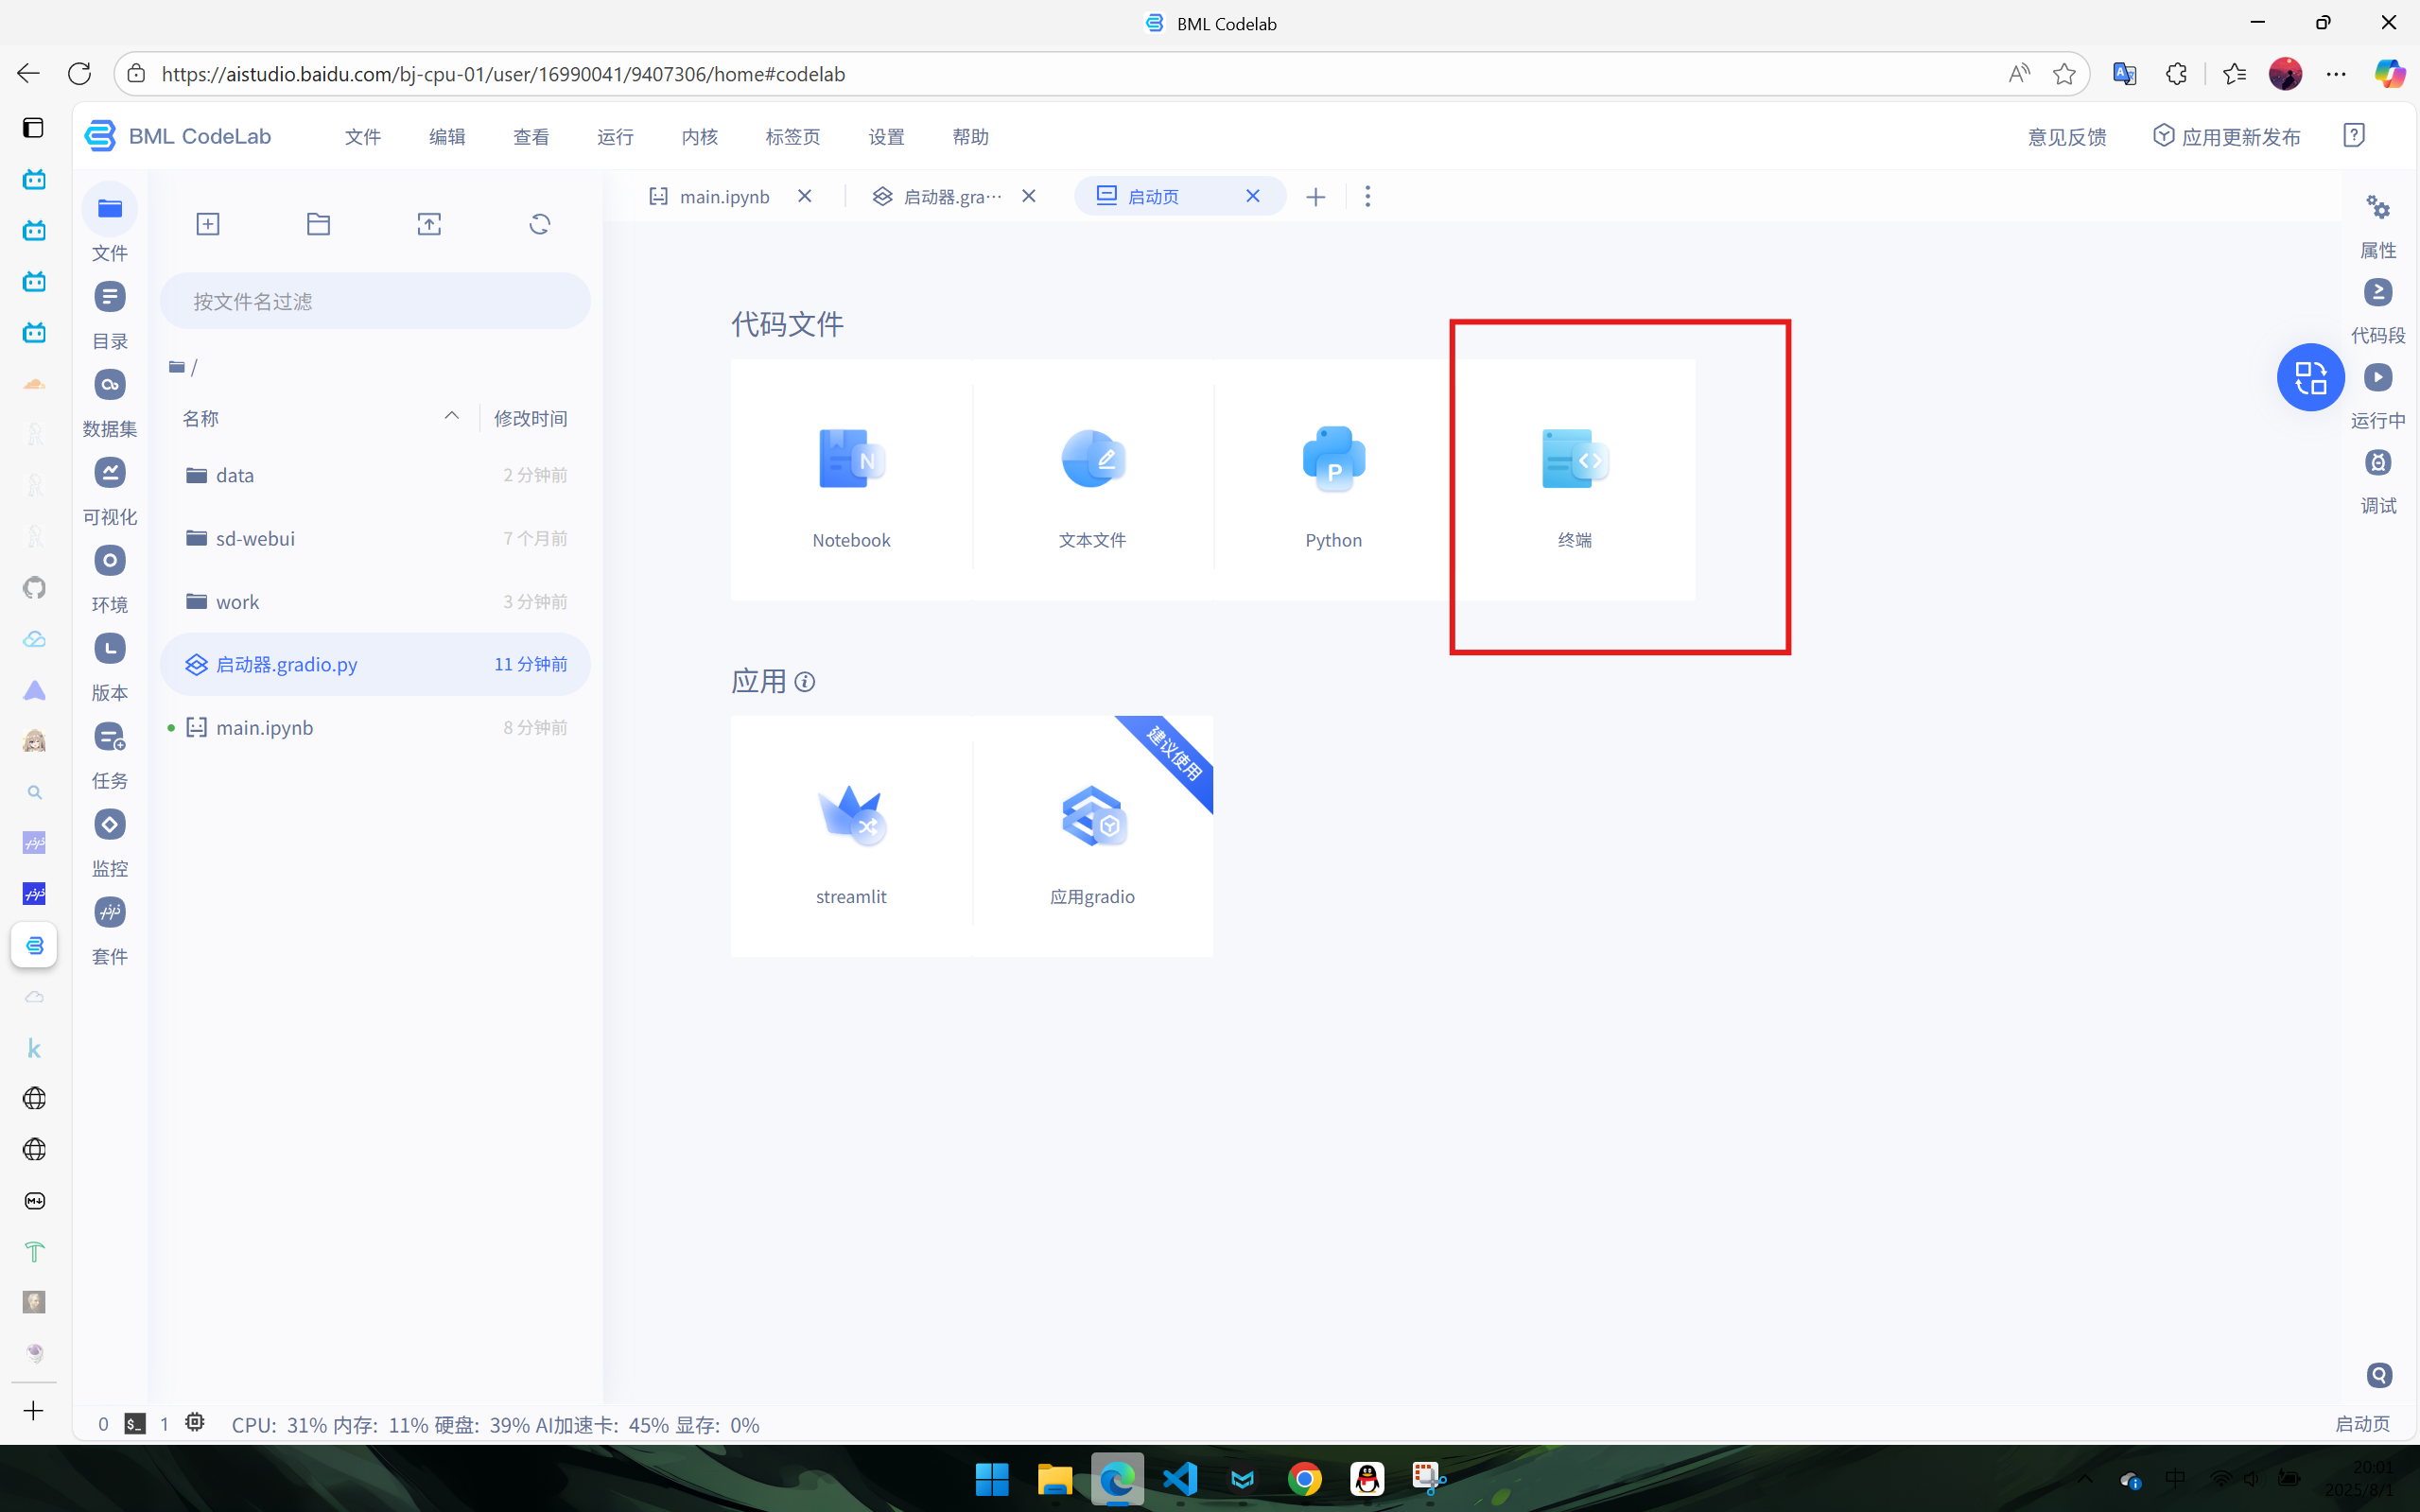 BML Codelab
https://aistudio.baidu.com/bj-cpu-01/user/16990041/9407306/home#codelab
BML CodeLab
文件 编辑 查看 运行 内核 标签页 设置 帮助
意见反馈 应用更新发布
main.ipynb 启动器.gra··· 启动页
文件
目录
数据集
可视化
环境
版本
任务
监控
套件
按文件名过滤
/
名称 修改时间
data 2 分钟前
sd-webui 7 个月前
work 3 分钟前
启动器.gradio.py 11 分钟前
main.ipynb 8 分钟前
代码文件
N P
Notebook 文本文件 Python 终端
应用
建议使用
streamlit 应用gradio
属性
代码段
运行中
调试
0 $_ 1 CPU: 31% 内存: 11% 硬盘: 39% AI加速卡: 45% 显存: 0%
启动页
中
20:01
2025/8/1